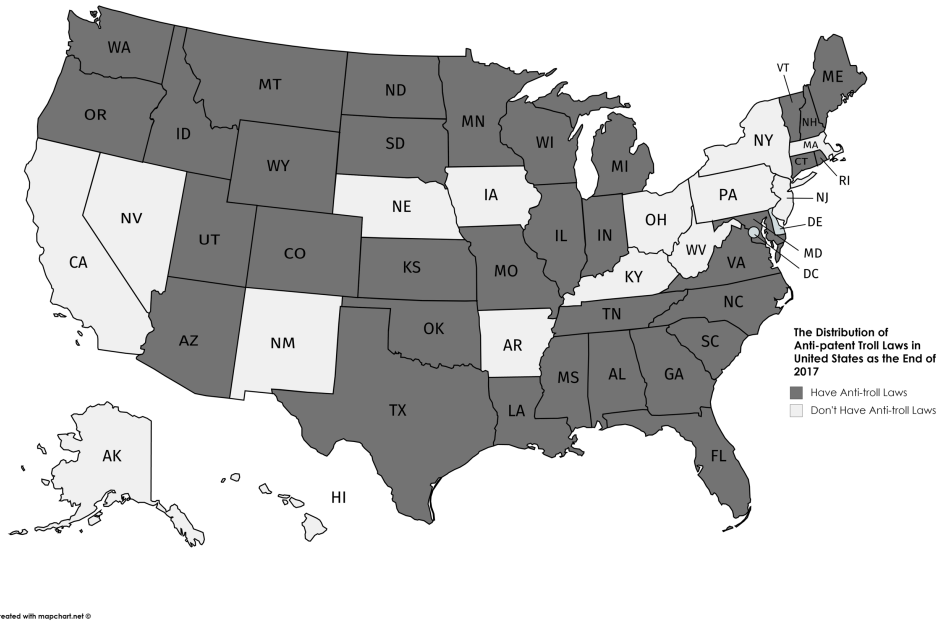 WA
MT
ND
MN
OR
ID
SD
WI
MI
VT
ME
NH
NY
MA
CT
RI
WY
NE
IA
PA
NJ
NV
UT
CO
IL
IN
OH
WV
DE
MD
DC
VA
CA
KS
MO
KY
NC
TN
AZ
NM
OK
AR
SC
TX
LA
MS
AL
GA
FL
AK
HI
The Distribution of
Anti-patent Troll Laws in
United States as the End of
2017
Have Anti-troll Laws
Don't Have Anti-troll Laws
reated with mapchart.net ©